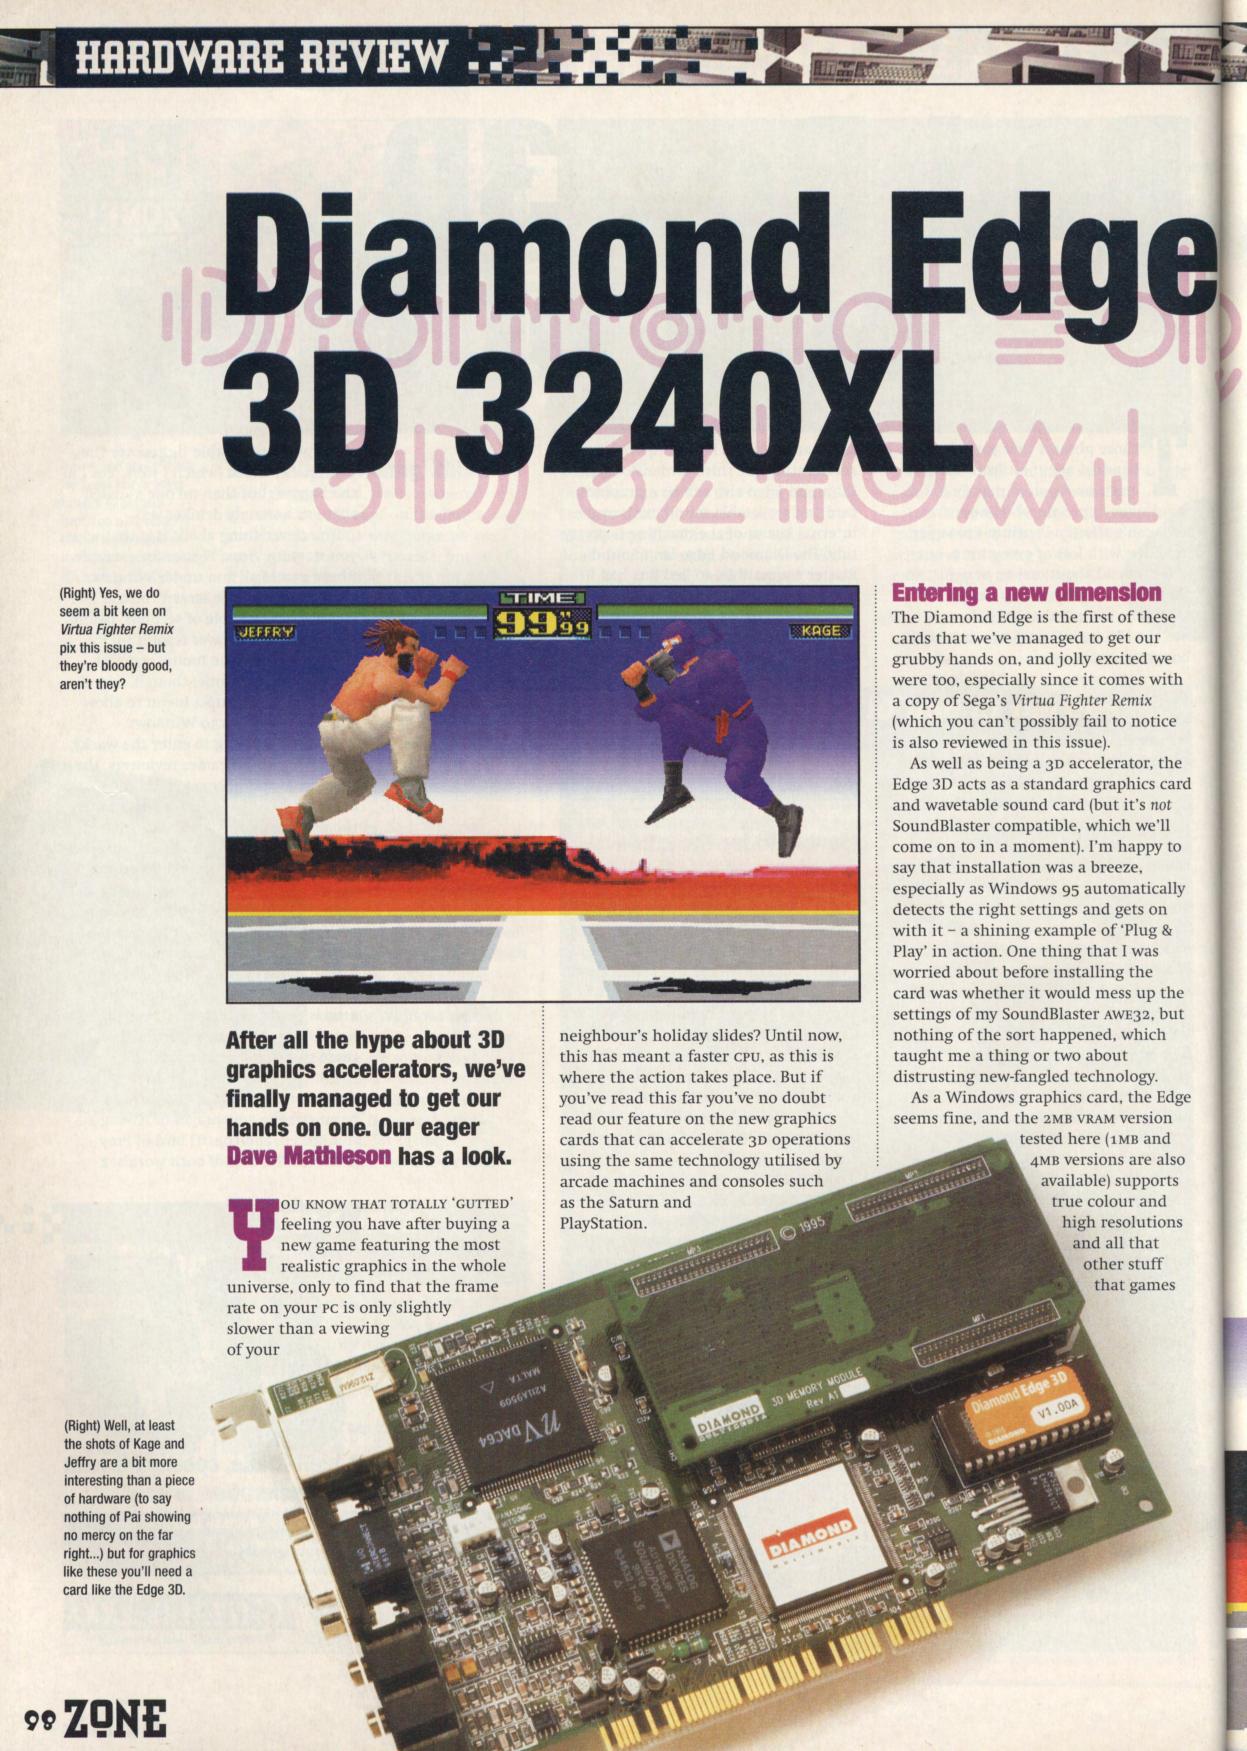 HARDWARE REVIEW
Diamond Edge
3D 3240XL
(Right) Yes, we do
seem a bit keen on
Virtua Fighter Remix
pix this issue – but
they're bloody good,
aren't they?
TIME
99"99
JEFFRY
KAGE
After all the hype about 3D
graphics accelerators, we've
finally managed to get our
hands on one. Our eager
Dave Mathieson has a look.
YOU KNOW THAT TOTALLY 'GUTTED'
feeling you have after buying a
new game featuring the most
realistic graphics in the whole
universe, only to find that the frame
rate on your PC is only slightly
slower than a viewing
of your
neighbour's holiday slides? Until now,
this has meant a faster CPU, as this is
where the action takes place. But if
you've read this far you've no doubt
read our feature on the new graphics
cards that can accelerate 3D operations
using the same technology utilised by
arcade machines and consoles such
as the Saturn and
PlayStation.
Entering a new dimension
The Diamond Edge is the first of these
cards that we've managed to get our
grubby hands on, and jolly excited we
were too, especially since it comes with
a copy of Sega's Virtua Fighter Remix
(which you can't possibly fail to notice
is also reviewed in this issue).
As well as being a 3D accelerator, the
Edge 3D acts as a standard graphics card
and wavetable sound card (but it's not
SoundBlaster compatible, which we'll
come on to in a moment). I'm happy to
say that installation was a breeze,
especially as Windows 95 automatically
detects the right settings and gets on
with it – a shining example of 'Plug &
Play' in action. One thing that I was
worried about before installing the
card was whether it would mess up the
settings of my SoundBlaster AWE32, but
nothing of the sort happened, which
taught me a thing or two about
distrusting new-fangled technology.
As a Windows graphics card, the Edge
seems fine, and the 2MB VRAM version
tested here (1MB and
4MB versions are also
available) supports
true colour and
high resolutions
and all that
other stuff
that games
(Right) Well, at least
the shots of Kage and
Jeffry are a bit more
interesting than a piece
of hardware (to say
nothing of Pai showing
no mercy on the far
right...) but for graphics
like these you'll need a
card like the Edge 3D.
MP3
© 1995
MP1
DIAMOND
MULTIMEDIA
3D MEMORY MODULE
Rev A1
Diamond Edge 3D
V1.00A
DIAMOND
nV DAC64
A2IIA9509
MALTA
ANALOG
DEVICES
SOUNDPORT
DIAMOND
MULTIMEDIA
98 ZONE